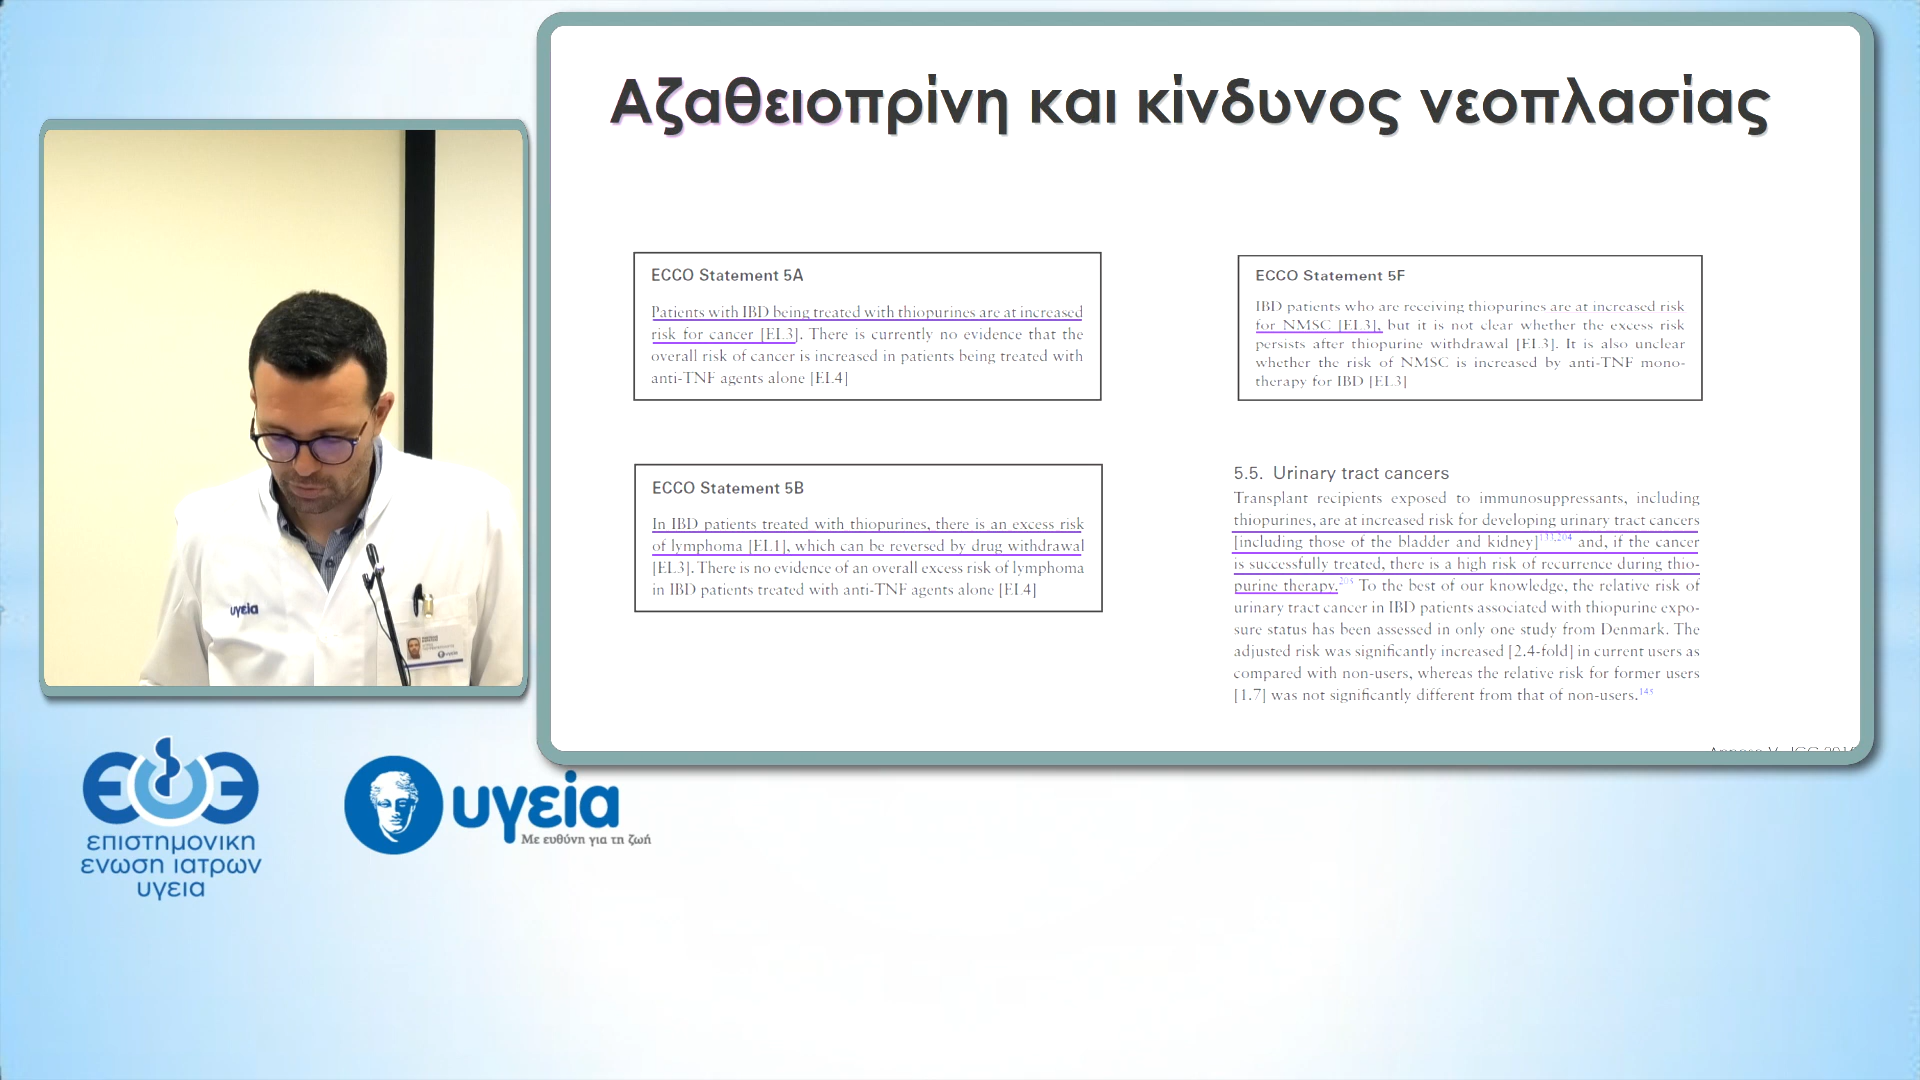 Αζαθειοπρίνη και κίνδυνος νεοπλασίας
ECCO Statement 5A
Patients with IBD being treated with thiopurines are at increased
risk for cancer [EL3]. There is currently no evidence that the
overall risk of cancer is increased in patients being treated with
anti-TNF agents alone [EL4]
ECCO Statement 5B
In IBD patients treated with thiopurines, there is an excess risk
of lymphoma [EL1], which can be reversed by drug withdrawal
[EL3]. There is no evidence of an overall excess risk of lymphoma
in IBD patients treated with anti-TNF agents alone [EL4]
ECCO Statement 5F
IBD patients who are receiving thiopurines are at increased risk
for NMSC [EL3], but it is not clear whether the excess risk
persists after thiopurine withdrawal [EL3]. It is also unclear
whether the risk of NMSC is increased by anti-TNF mono-
therapy for IBD [EL3]
5.5. Urinary tract cancers
Transplant recipients exposed to immunosuppressants, including
thiopurines, are at increased risk for developing urinary tract cancers
[including those of the bladder and kidney] and, if the cancer
is successfully treated, there is a high risk of recurrence during thio-
purine therapy. To the best of our knowledge, the relative risk of
urinary tract cancer in IBD patients associated with thiopurine expo-
sure status has been assessed in only one study from Denmark. The
adjusted risk was significantly increased [2.4-fold] in current users as
compared with non-users, whereas the relative risk for former users
[1.7] was not significantly different from that of non-users.145
υγεία
επιστημονικη
ενωση ιατρων
υγεια
υγεία
Με ευθύνη για τη ζωή